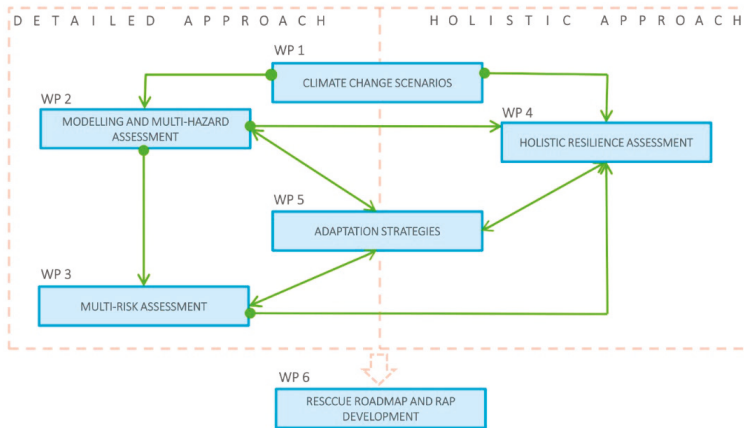 DETAILED APPROACH
HOLISTIC APPROACH
WP 1
CLIMATE CHANGE SCENARIOS
WP 2
MODELLING AND MULTI-HAZARD
ASSESSMENT
WP 4
HOLISTIC RESILIENCE ASSESSMENT
WP 5
ADAPTATION STRATEGIES
WP 3
MULTI-RISK ASSESSMENT
WP 6
RESCCUE ROADMAP AND RAP
DEVELOPMENT